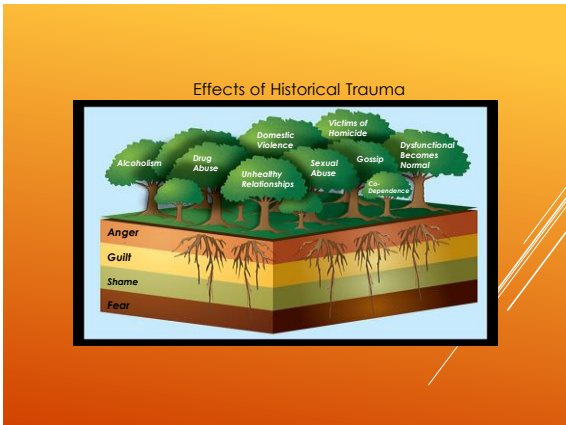 Effects of Historical Trauma
Alcoholism
Drug
Abuse
Domestic
Violence
Unhealthy
Relationships
Victims of
Homicide
Sexual
Abuse
Gossip
Co-
Dependence
Dysfunctional
Becomes
Normal
Anger
Guilt
Shame
Fear